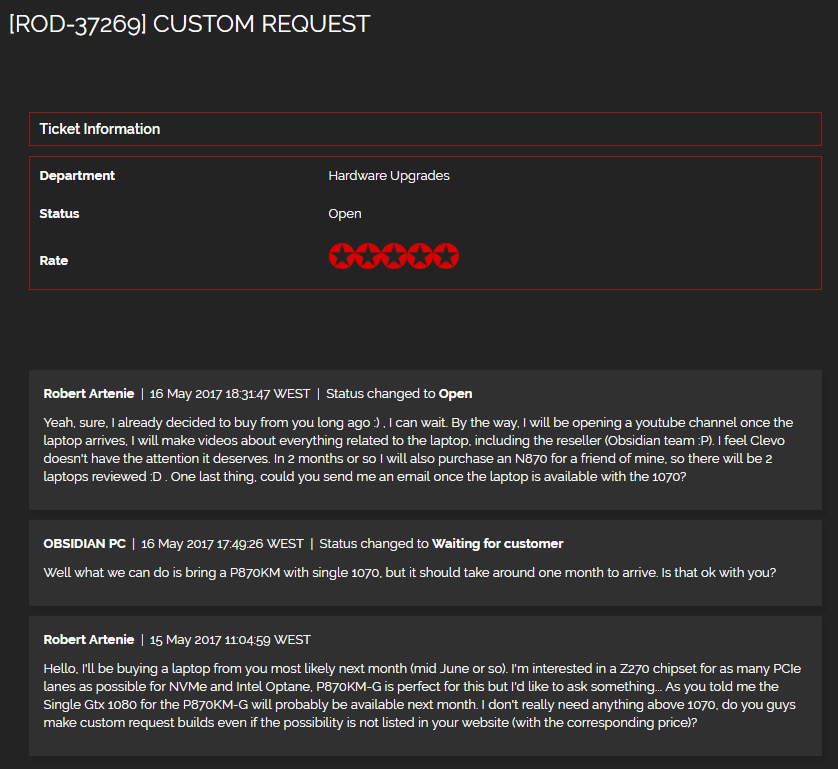 [ROD-37269] CUSTOM REQUEST
Ticket Information
Department Hardware Upgrades
Status Open
Rate
Robert Artenie | 16 May 2017 18:31:47 WEST | Status changed to Open
Yeah, sure, I already decided to buy from you long ago :) , I can wait. By the way, I will be opening a youtube channel once the
laptop arrives, I will make videos about everything related to the laptop, including the reseller (Obsidian team :P). I feel Clevo
doesn't have the attention it deserves. In 2 months or so I will also purchase an N870 for a friend of mine, so there will be 2
laptops reviewed :D . One last thing, could you send me an email once the laptop is available with the 1070?
OBSIDIAN PC | 16 May 2017 17:49:26 WEST | Status changed to Waiting for customer
Well what we can do is bring a P870KM with single 1070, but it should take around one month to arrive. Is that ok with you?
Robert Artenie | 15 May 2017 11:04:59 WEST
Hello, I'll be buying a laptop from you most likely next month (mid June or so). I'm interested in a Z270 chipset for as many PCIe
lanes as possible for NVMe and Intel Optane, P870KM-G is perfect for this but I'd like to ask something... As you told me the
Single Gtx 1080 for the P870KM-G will probably be available next month. I don't really need anything above 1070, do you guys
make custom request builds even if the possibility is not listed in your website (with the corresponding price)?